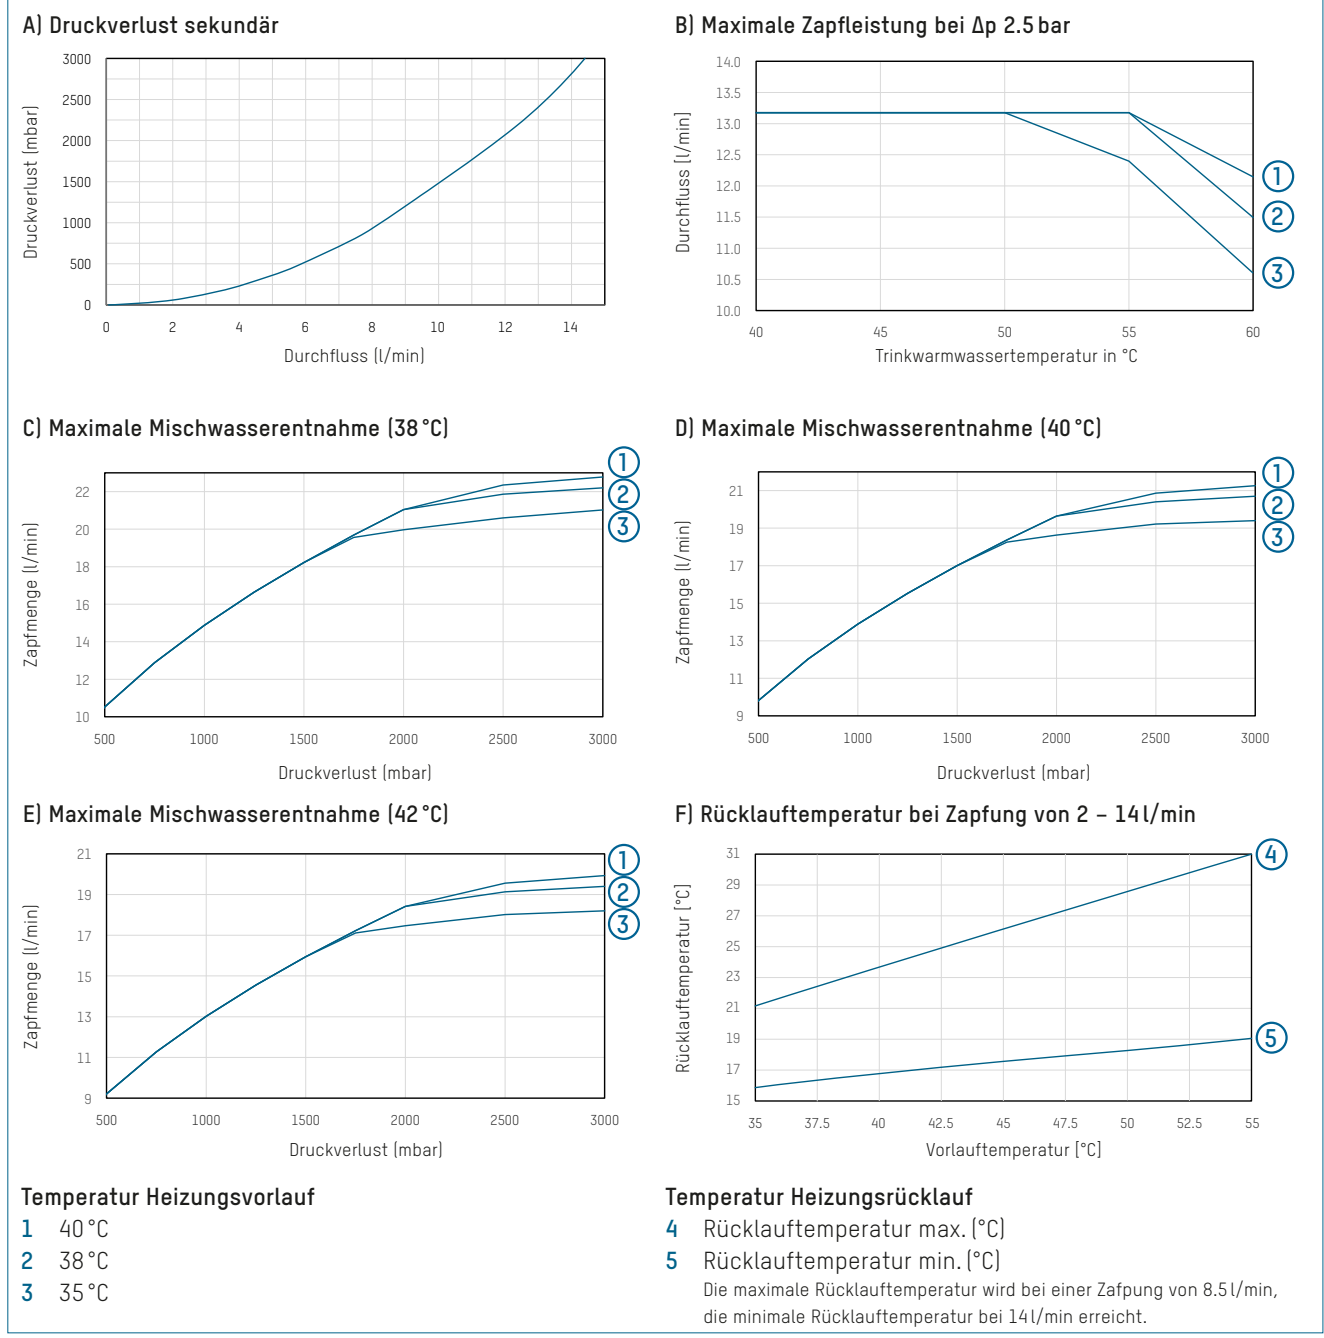 A) Druckverlust sekundär
3000
2500
2000
1500
1000
500
0
Druckverlust (mbar)
0 2 4 6 8 10 12 14
Durchfluss (l/min)
B) Maximale Zapfleistung bei Δp 2.5 bar
14.0
13.5
13.0
12.5
12.0
11.5
11.0
10.5
10.0
Durchfluss [l/min]
1
2
3
40 45 50 55 60
Trinkwarmwassertemperatur in °C
C) Maximale Mischwasserentnahme (38 °C)
22
20
18
16
14
12
10
Zapfmenge (l/min)
1
2
3
500 1000 1500 2000 2500 3000
Druckverlust (mbar)
D) Maximale Mischwasserentnahme (40 °C)
21
19
17
15
13
11
9
Zapfmenge (l/min)
1
2
3
500 1000 1500 2000 2500 3000
Druckverlust (mbar)
E) Maximale Mischwasserentnahme (42 °C)
21
19
17
15
13
11
9
Zapfmenge (l/min)
1
2
3
500 1000 1500 2000 2500 3000
Druckverlust (mbar)
F) Rücklauftemperatur bei Zapfung von 2 – 14 l/min
31
29
27
25
23
21
19
17
15
Rücklauftemperatur [°C]
4
5
35 37.5 40 42.5 45 47.5 50 52.5 55
Vorlauftemperatur [°C]
Temperatur Heizungsvorlauf
1 40 °C
2 38 °C
3 35 °C
Temperatur Heizungsrücklauf
4 Rücklauftemperatur max. (°C)
5 Rücklauftemperatur min. (°C)
Die maximale Rücklauftemperatur wird bei einer Zafpung von 8.5 l/min,
die minimale Rücklauftemperatur bei 14 l/min erreicht.